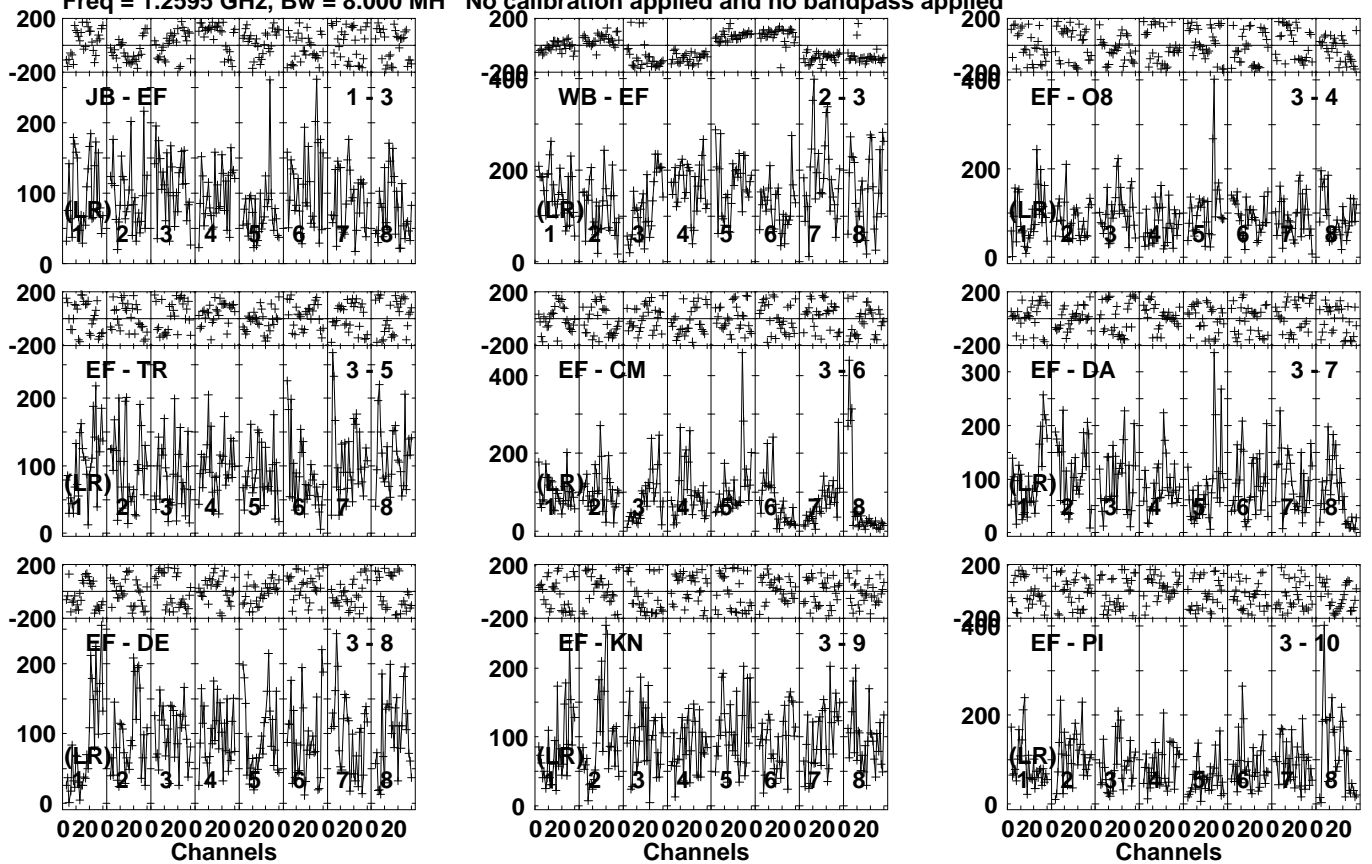 Freq = 1.2595 GHz, Bw = 8.000 MH No calibration applied and no bandpass applied
200
-200
JB - EF 1 - 3
200
100
0
(LR)
1 2 3 4 5 6 7 8
200
-200
400
WB - EF 2 - 3
200
0
(LR)
1 2 3 4 5 6 7 8
200
-200
400
EF - O8 3 - 4
200
0
(LR)
1 2 3 4 5 6 7 8
200
-200
EF - TR 3 - 5
200
100
0
(LR)
1 2 3 4 5 6 7 8
200
-200
EF - CM 3 - 6
400
200
0
(LR)
1 2 3 4 5 6 7 8
200
-200
EF - DA 3 - 7
300
200
100
0
(LR)
1 2 3 4 5 6 7 8
200
-200
EF - DE 3 - 8
200
100
0
(LR)
1 2 3 4 5 6 7 8
0 20 0 20 0 20 0 20 0 20 0 20 0 20 0 20
Channels
200
-200
EF - KN 3 - 9
200
100
0
(LR)
1 2 3 4 5 6 7 8
0 20 0 20 0 20 0 20 0 20 0 20 0 20 0 20
Channels
200
-200
400
EF - PI 3 - 10
200
0
(LR)
1 2 3 4 5 6 7 8
0 20 0 20 0 20 0 20 0 20 0 20 0 20 0 20
Channels